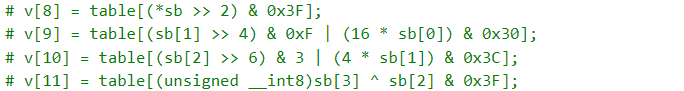 # v[8] = table[(*sb >> 2) & 0x3F];
# v[9] = table[(sb[1] >> 4) & 0xF | (16 * sb[0]) & 0x30];
# v[10] = table[(sb[2] >> 6) & 3 | (4 * sb[1]) & 0x3C];
# v[11] = table[(unsigned __int8)sb[3] ^ sb[2] & 0x3F];